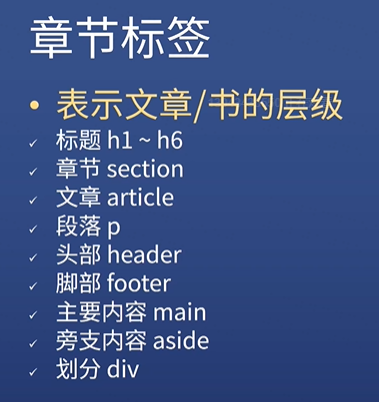 章节标签
• 表示文章/书的层级
✓ 标题 h1 ~ h6
✓ 章节 section
✓ 文章 article
✓ 段落 p
✓ 头部 header
✓ 脚部 footer
✓ 主要内容 main
✓ 旁支内容 aside
✓ 划分 div